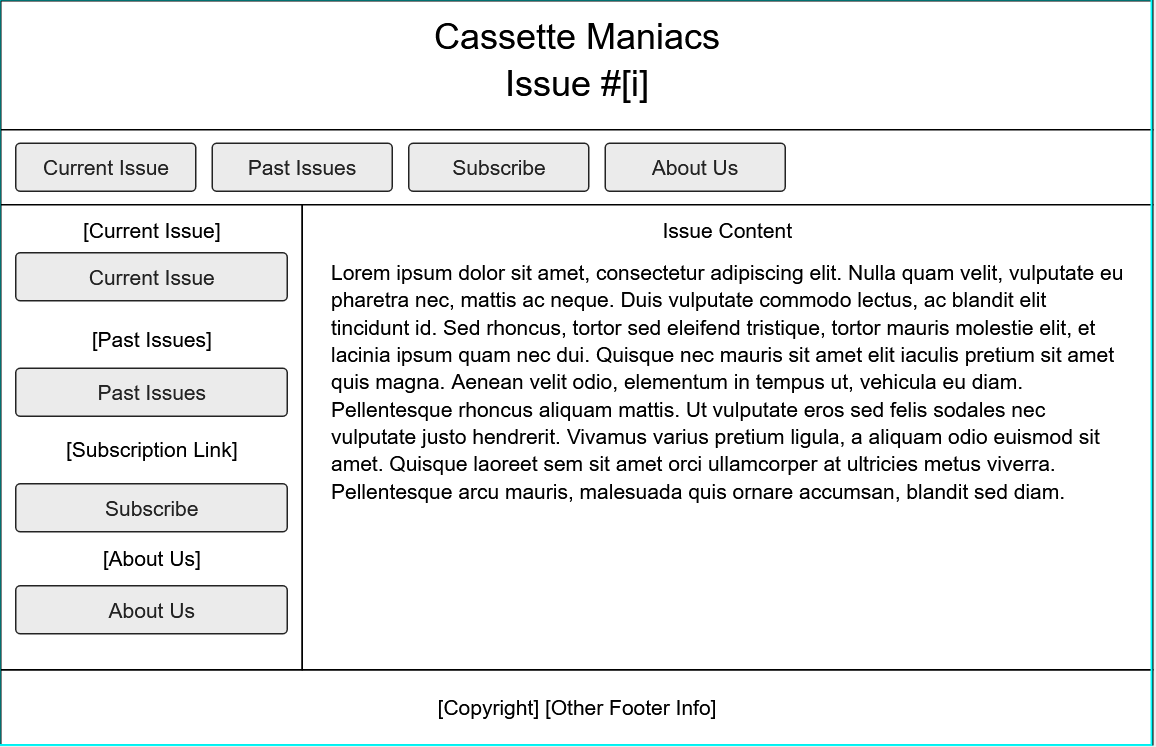 Cassette Maniacs
Issue #[i]
Current Issue
Past Issues
Subscribe
About Us
[Current Issue]
Current Issue
[Past Issues]
Past Issues
[Subscription Link]
Subscribe
[About Us]
About Us
Issue Content
Lorem ipsum dolor sit amet, consectetur adipiscing elit. Nulla quam velit, vulputate eu
pharetra nec, mattis ac neque. Duis vulputate commodo lectus, ac blandit elit
tincidunt id. Sed rhoncus, tortor sed eleifend tristique, tortor mauris molestie elit, et
lacinia ipsum quam nec dui. Quisque nec mauris sit amet elit iaculis pretium sit amet
quis magna. Aenean velit odio, elementum in tempus ut, vehicula eu diam.
Pellentesque rhoncus aliquam mattis. Ut vulputate eros sed felis sodales nec
vulputate justo hendrerit. Vivamus varius pretium ligula, a aliquam odio euismod sit
amet. Quisque laoreet sem sit amet orci ullamcorper at ultricies metus viverra.
Pellentesque arcu mauris, malesuada quis ornare accumsan, blandit sed diam.
[Copyright] [Other Footer Info]